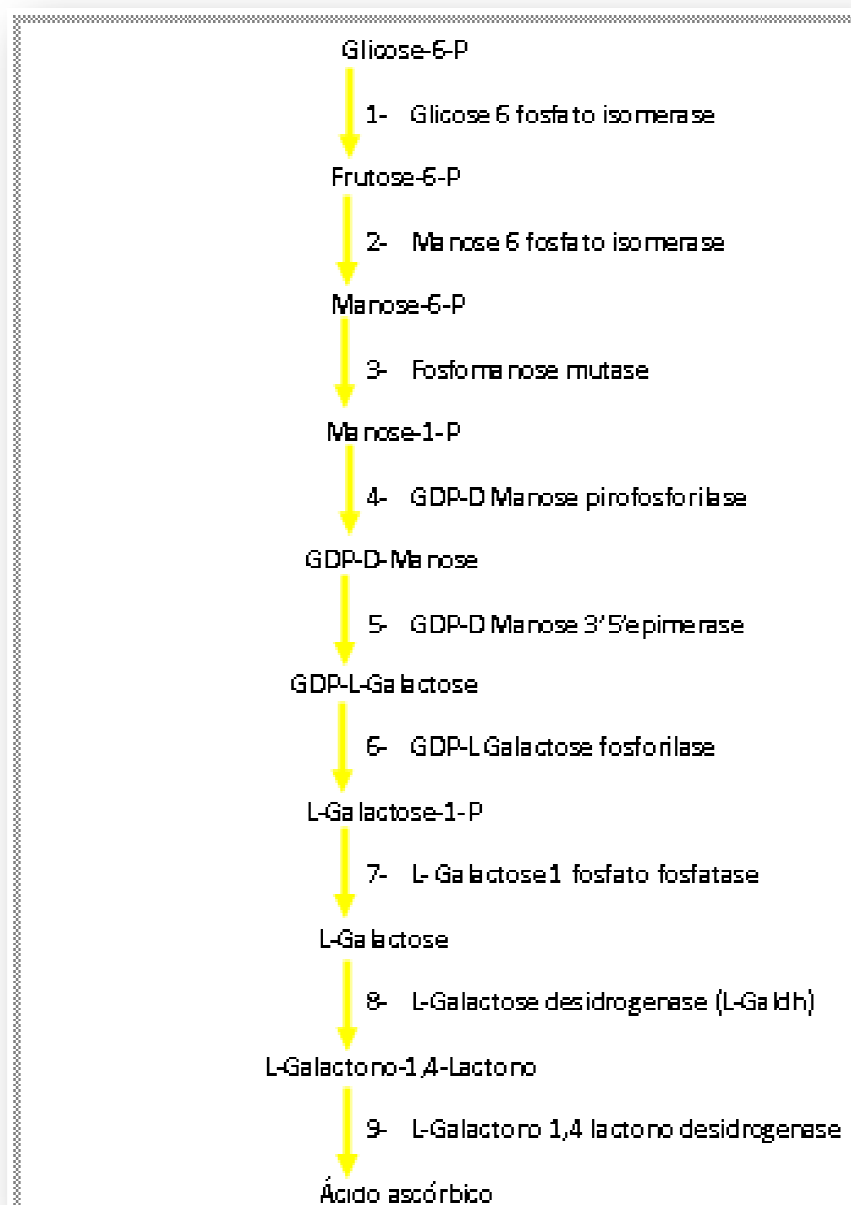 Glicose-6-P
1- Glicose 6 fosfato isomerase
Frutose-6-P
2- Manose 6 fosfato isomerase
Manose-6-P
3- Fosfomanose mutase
Manose-1-P
4- GDP-D Manose pirofosforilase
GDP-D-Manose
5- GDP-D Manose 3'5'epimerase
GDP-L-Galactose
6- GDP-L Galactose fosforilase
L-Galactose-1-P
7- L- Galactose 1 fosfato fosfatase
L-Galactose
8- L-Galactose desidrogenase (L-Galdh)
L-Galactono-1,4-Lactono
9- L-Galactono 1,4 lactono desidrogenase
Ácido ascórbico